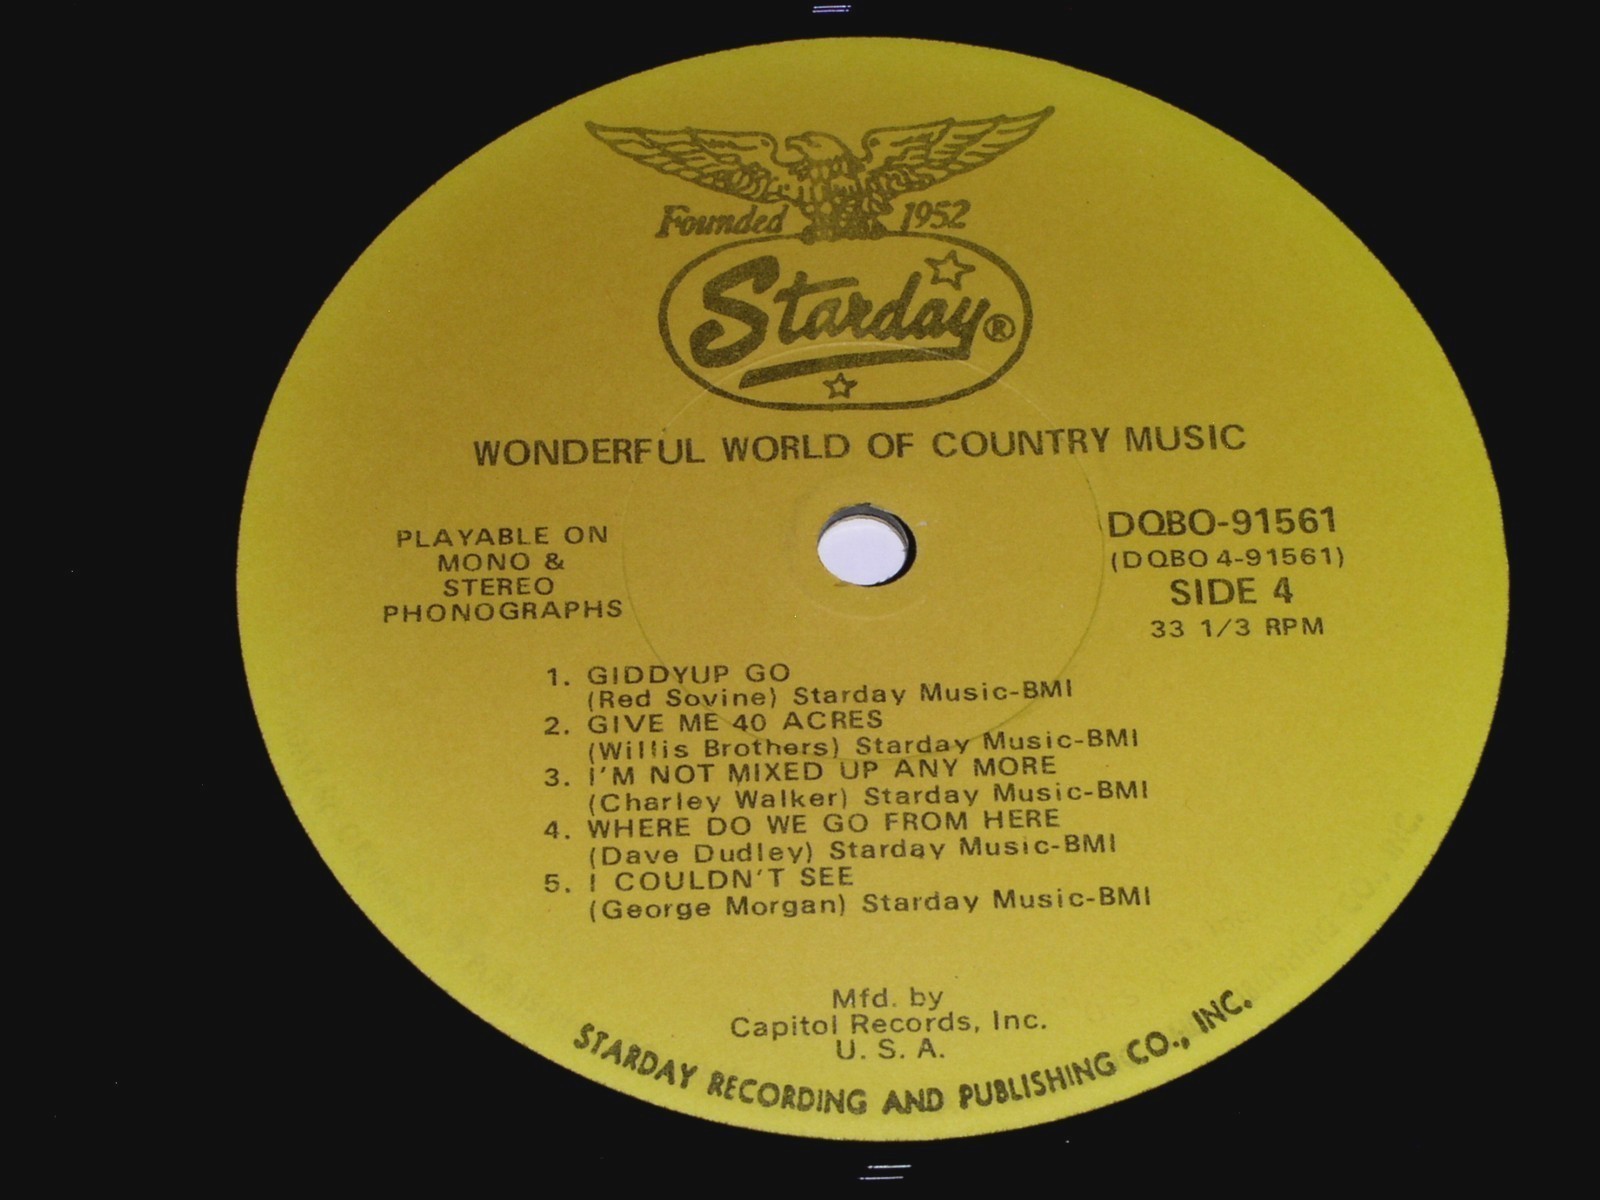 Founded 1952
Starday®
WONDERFUL WORLD OF COUNTRY MUSIC
PLAYABLE ON
MONO &
STEREO
PHONOGRAPHS
DQBO-91561
(DQBO 4-91561)
SIDE 4
33 1/3 RPM
1. GIDDYUP GO
(Red Sovine) Starday Music-BMI
2. GIVE ME 40 ACRES
(Willis Brothers) Starday Music-BMI
3. I'M NOT MIXED UP ANY MORE
(Charley Walker) Starday Music-BMI
4. WHERE DO WE GO FROM HERE
(Dave Dudley) Starday Music-BMI
5. I COULDN'T SEE
(George Morgan) Starday Music-BMI
Mfd. by
Capitol Records, Inc.
U. S. A.
STARDAY RECORDING AND PUBLISHING CO., INC.